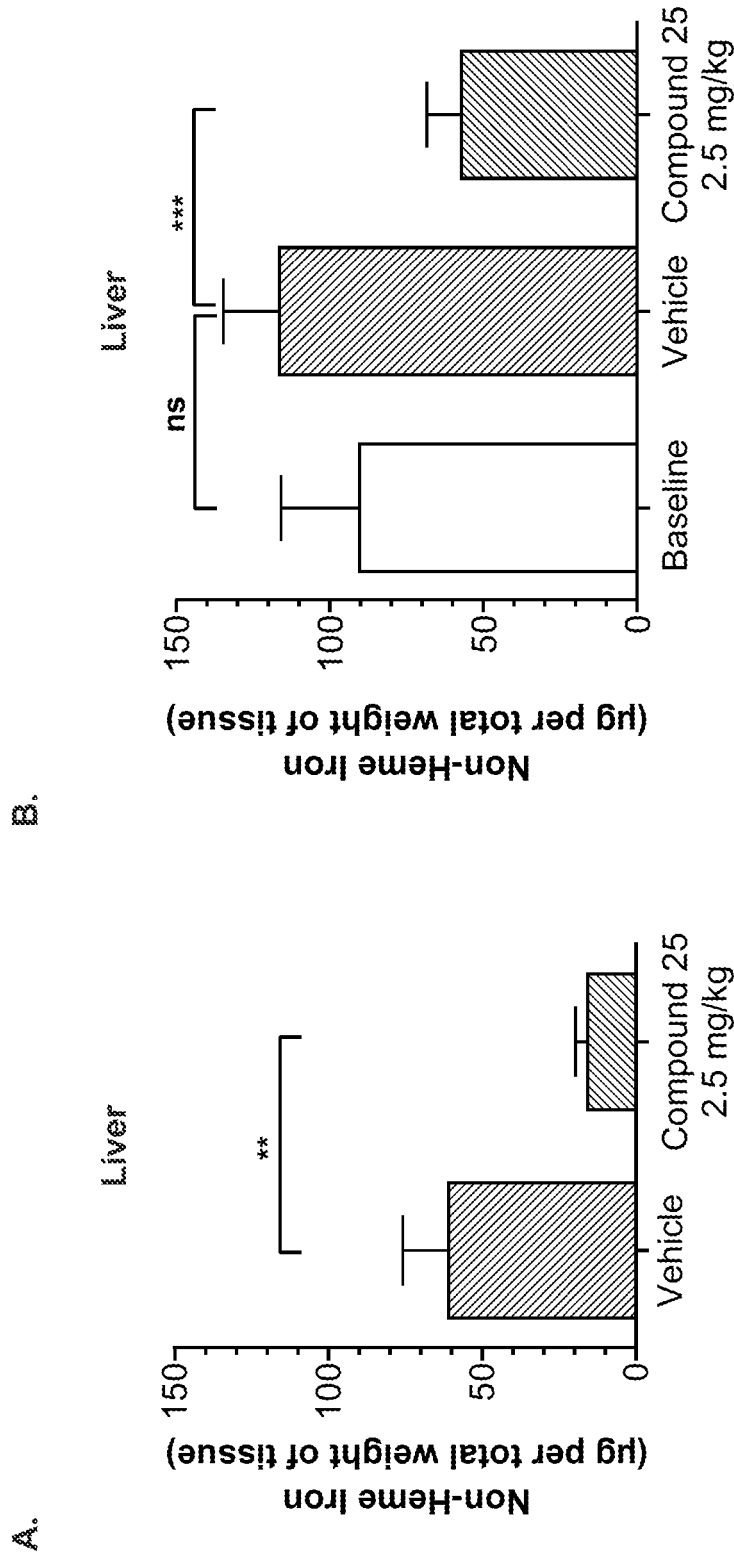 A.
Liver
**
Non-Heme Iron
(µg per total weight of tissue)
150
100
50
0
Vehicle
Compound 25
2.5 mg/kg
B.
Liver
ns
***
Non-Heme Iron
(µg per total weight of tissue)
150
100
50
0
Baseline
Vehicle
Compound 25
2.5 mg/kg